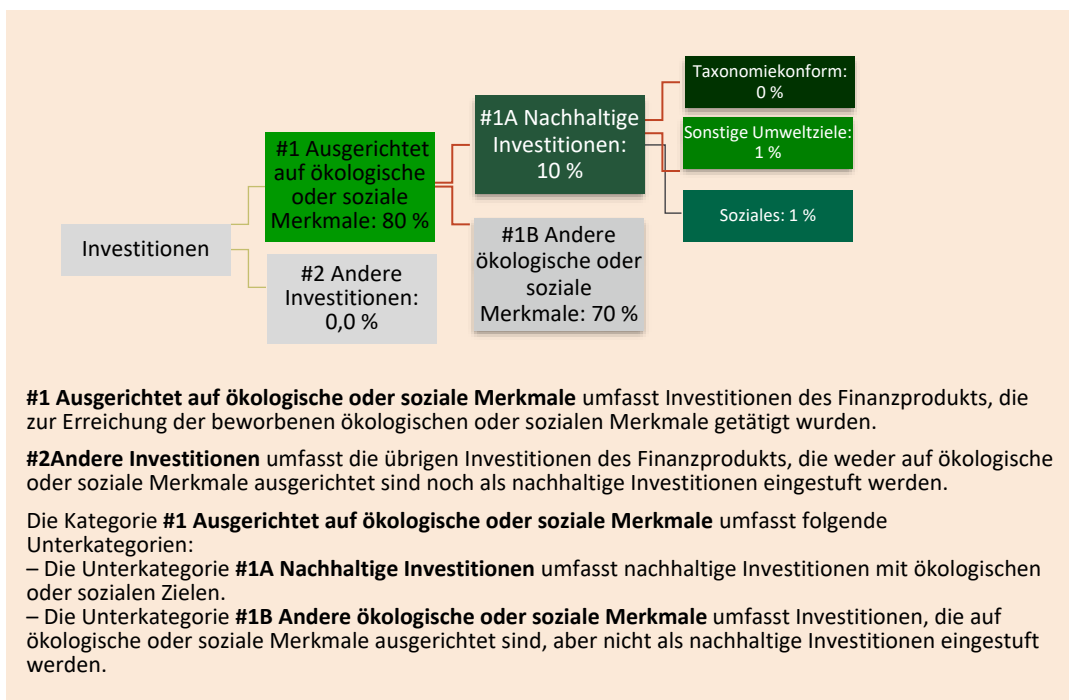 Investitionen
#1 Ausgerichtet
auf ökologische
oder soziale
Merkmale: 80 %
#2 Andere
Investitionen:
0,0 %
#1A Nachhaltige
Investitionen:
10 %
#1B Andere
ökologische oder
soziale
Merkmale: 70 %
Taxonomiekonform:
0 %
Sonstige Umweltziele:
1 %
Soziales: 1 %
#1 Ausgerichtet auf ökologische oder soziale Merkmale umfasst Investitionen des Finanzprodukts, die
zur Erreichung der beworbenen ökologischen oder sozialen Merkmale getätigt wurden.
#2Andere Investitionen umfasst die übrigen Investitionen des Finanzprodukts, die weder auf ökologische
oder soziale Merkmale ausgerichtet sind noch als nachhaltige Investitionen eingestuft werden.
Die Kategorie #1 Ausgerichtet auf ökologische oder soziale Merkmale umfasst folgende
Unterkategorien:
– Die Unterkategorie #1A Nachhaltige Investitionen umfasst nachhaltige Investitionen mit ökologischen
oder sozialen Zielen.
– Die Unterkategorie #1B Andere ökologische oder soziale Merkmale umfasst Investitionen, die auf
ökologische oder soziale Merkmale ausgerichtet sind, aber nicht als nachhaltige Investitionen eingestuft
werden.